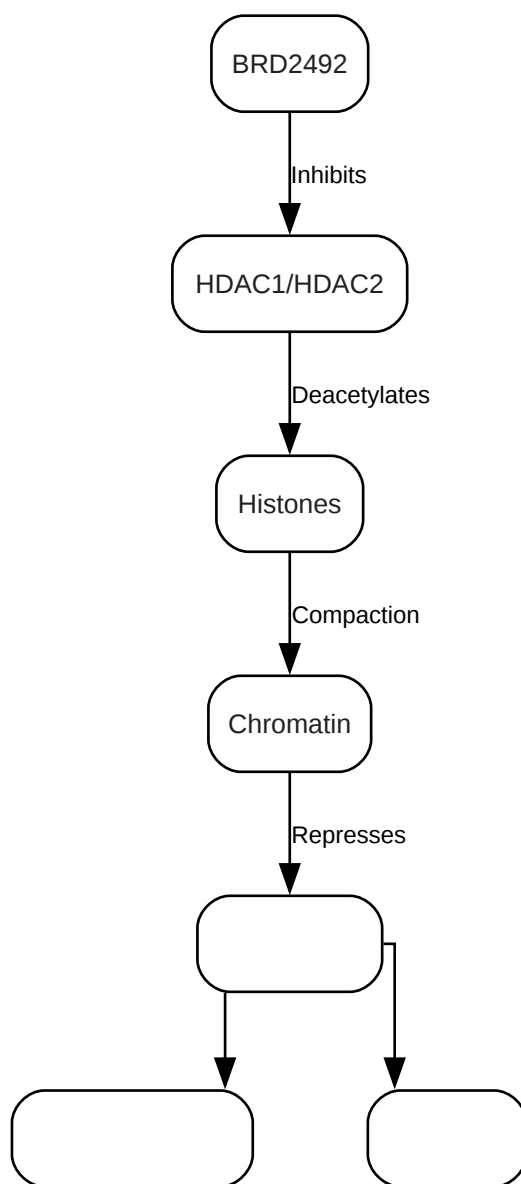 BRD2492
Inhibits
HDAC1/HDAC2
Deacetylates
Histones
Compaction
Chromatin
Represses